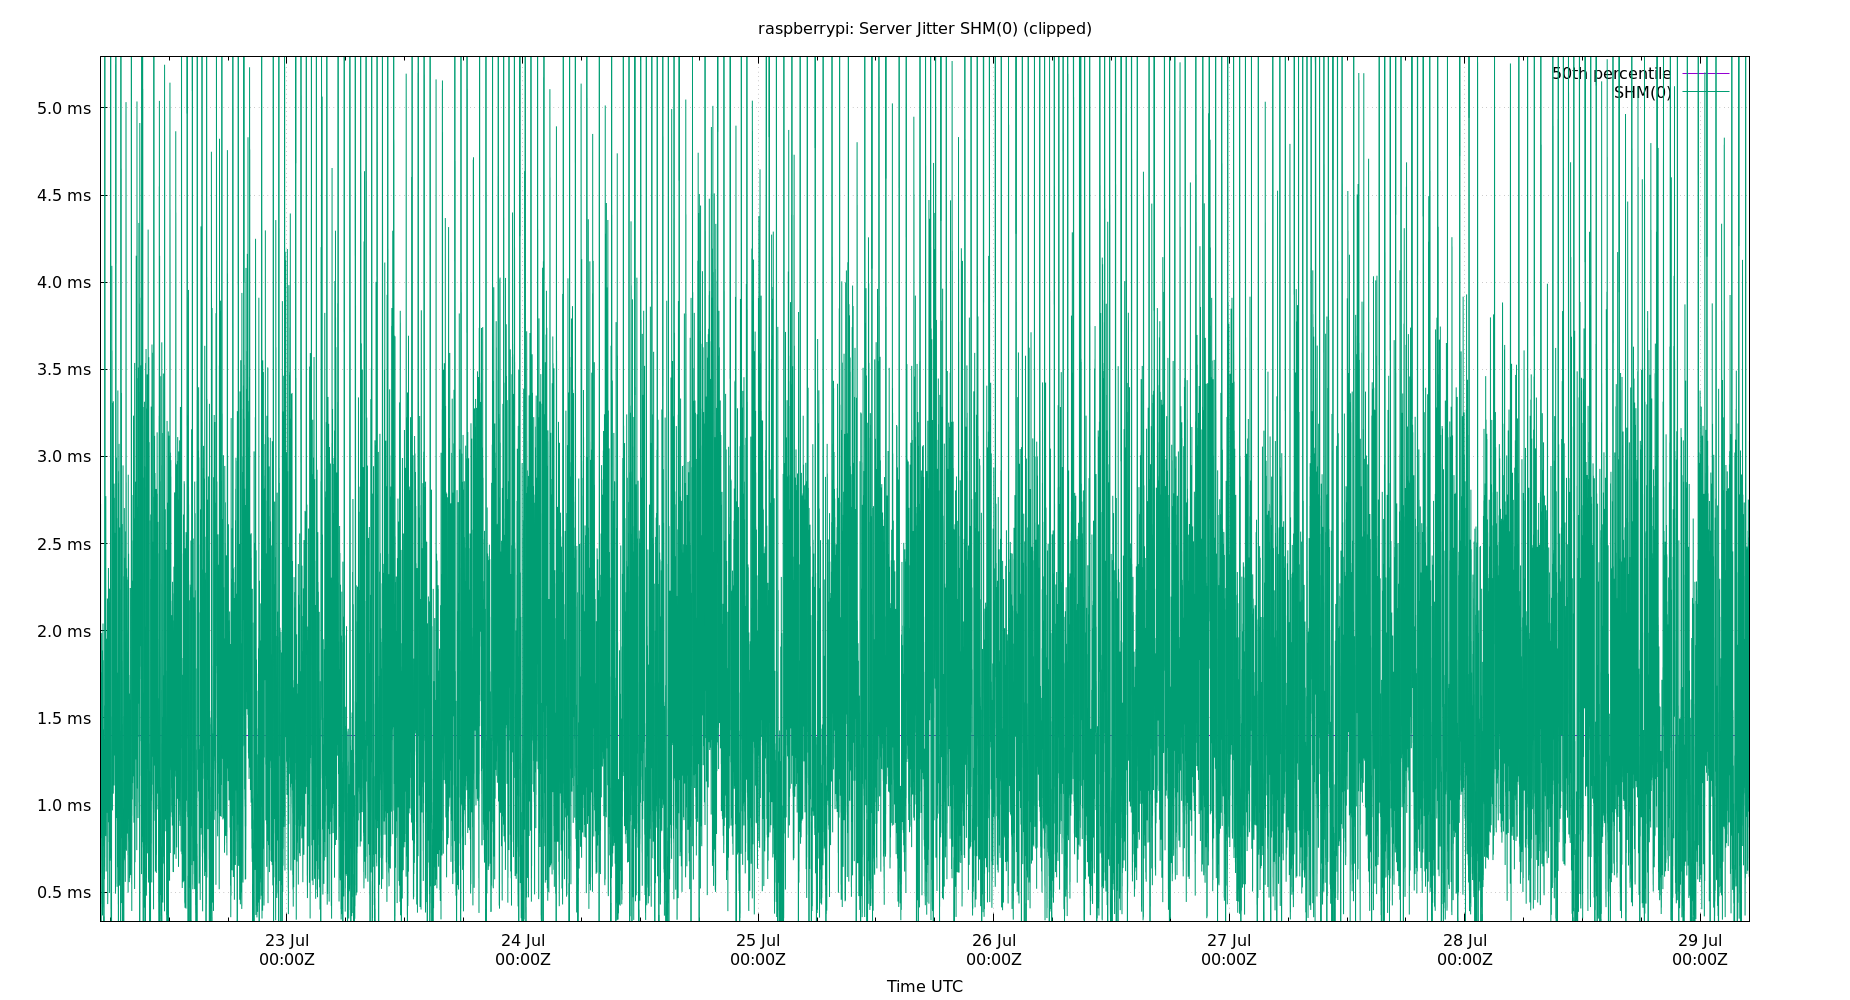 raspberrypi: Server Jitter SHM(0) (clipped)
50th percentile
SHM(0)
5.0 ms
4.5 ms
4.0 ms
3.5 ms
3.0 ms
2.5 ms
2.0 ms
1.5 ms
1.0 ms
0.5 ms
23 Jul 24 Jul 25 Jul 26 Jul 27 Jul 28 Jul 29 Jul
00:00Z 00:00Z 00:00Z 00:00Z 00:00Z 00:00Z 00:00Z
Time UTC